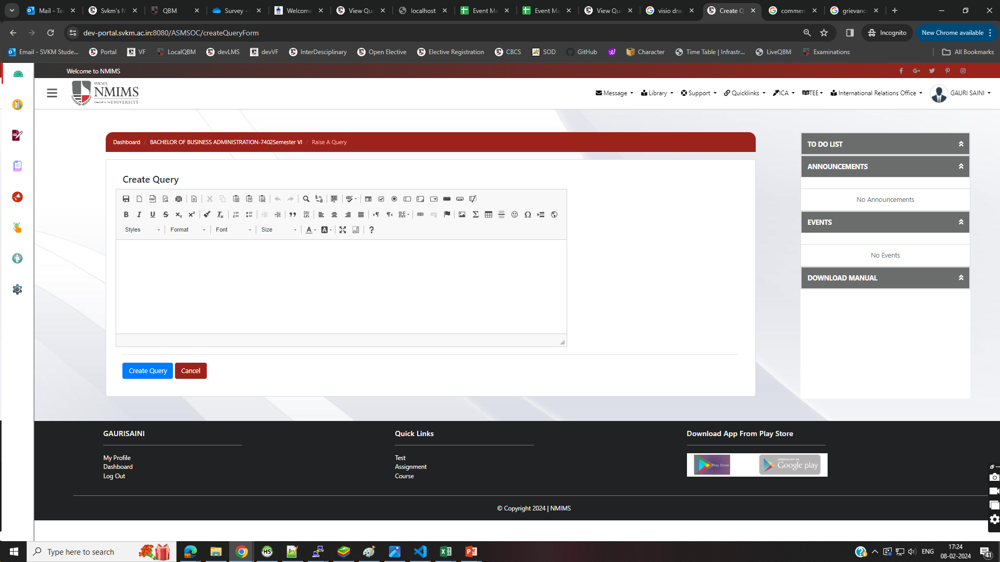 Mail - Te
Svkm's N
QBM
Survey -
Welcome
View Que
localhost
Event Ma
Event Ma
View Qu
visio dra
Create Q
commen
grievanc
dev-portal.svkm.ac.in:8080/ASMSOC/createQueryForm
Incognito
New Chrome available
Email - SVKM Stude...
Portal
VF
LocalQBM
devLMS
devVF
InterDesciplinary
Open Elective
Elective Registration
CBCS
SOD
GitHub
Character
Time Table | Infrastr...
LiveQBM
Examinations
All Bookmarks
Welcome to NMIMS
SVKM'S
NMIMS
Deemed to be UNIVERSITY
Message
Library
Support
Quicklinks
ICA
TEE
International Relations Office
GAURI SAINI
Dashboard / BACHELOR OF BUSINESS ADMINISTRATION-7402Semester VI / Raise A Query
Create Query
Styles
Format
Font
Size
Create Query
Cancel
TO DO LIST
ANNOUNCEMENTS
No Announcements
EVENTS
No Events
DOWNLOAD MANUAL
GAURISAINI
My Profile
Dashboard
Log Out
Quick Links
Test
Assignment
Course
Download App From Play Store
Play Store
ANDROID APP ON
Google play
© Copyright 2024 | NMIMS
Type here to search
ENG
17:24
08-02-2024
41